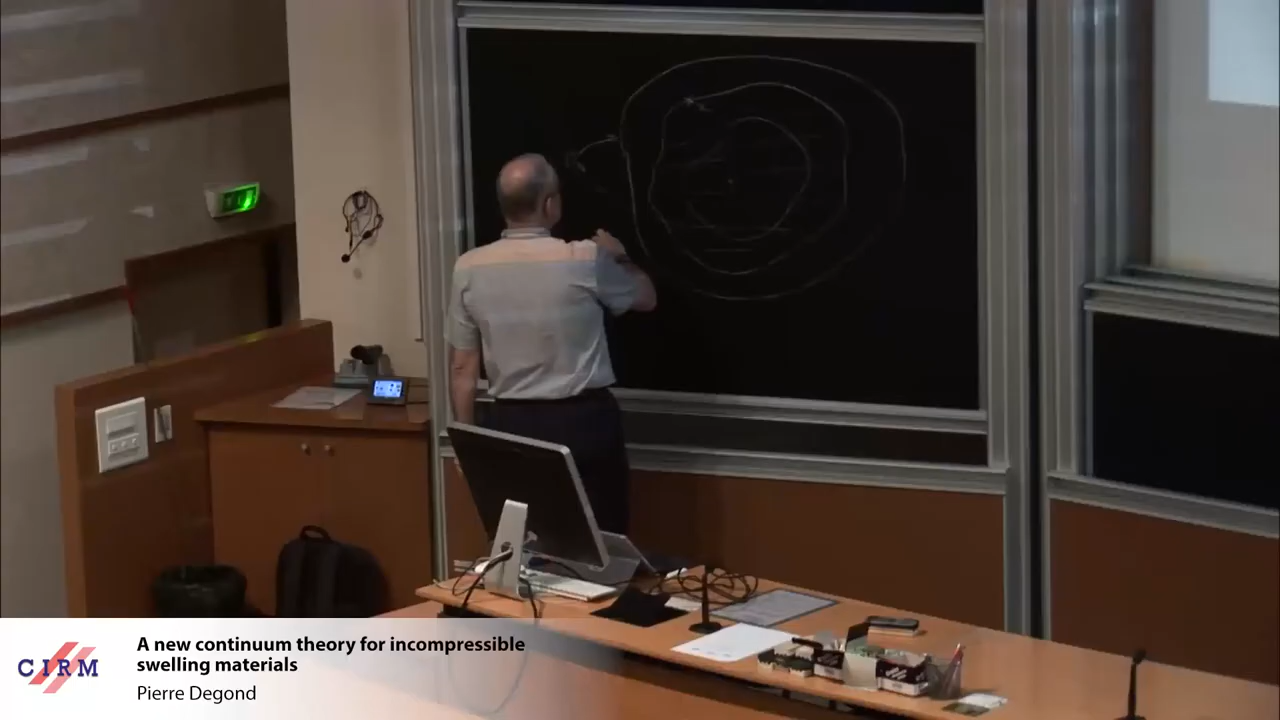 CIRM
A new continuum theory for incompressible
swelling materials
Pierre Degond